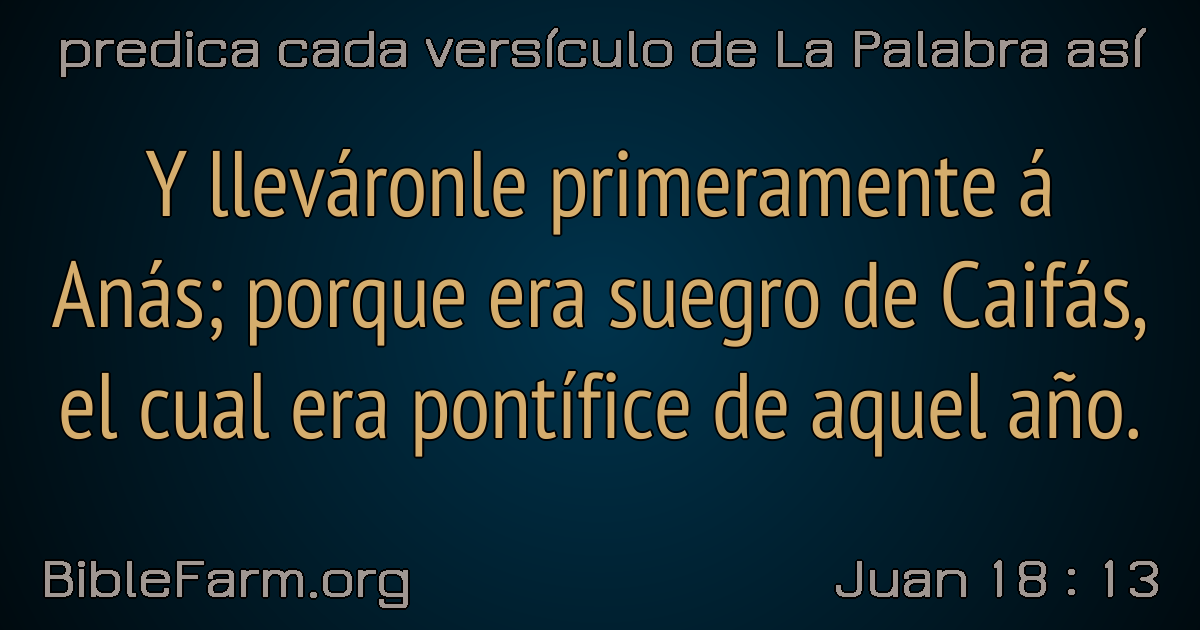 predica cada versículo de La Palabra así
Y lleváronle primeramente á
Anás; porque era suegro de Caifás,
el cual era pontífice de aquel año.
BibleFarm.org
Juan 18 : 13